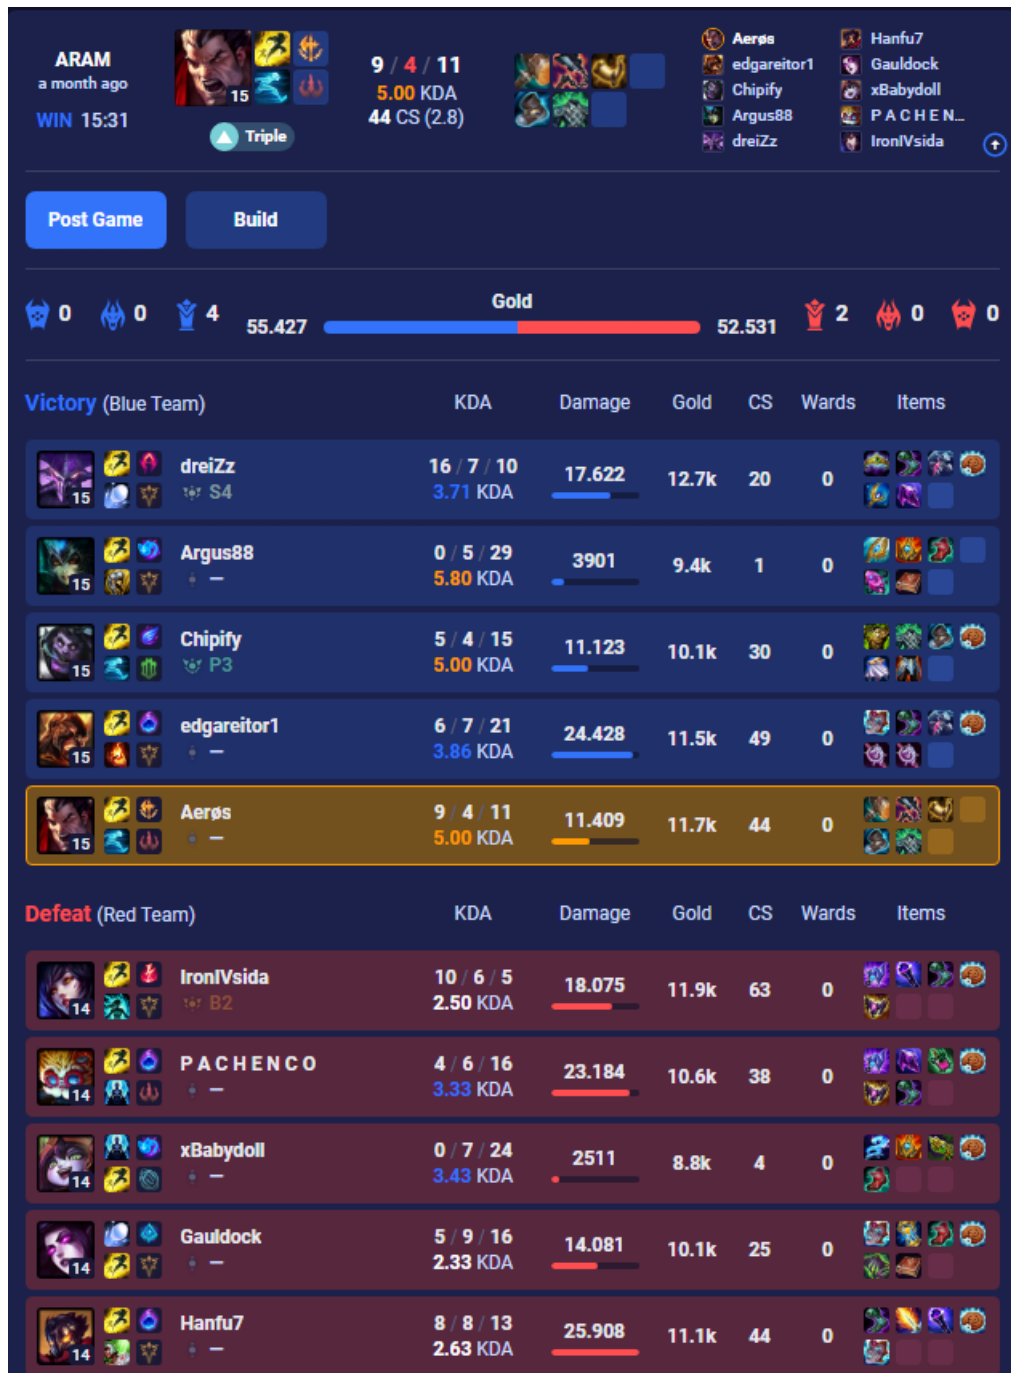 ARAM
a month ago
WIN 15:31
15
Triple
9 / 4 / 11
5.00 KDA
44 CS (2.8)
Aerøs
edgareitor1
Chipify
Argus88
dreiZz
Hanfu7
Gauldock
xBabydoll
P A C H E N...
IronIVsida
Post Game
Build
0 0 4
55.427
Gold
52.531
2 0 0
Victory (Blue Team) KDA Damage Gold CS Wards Items
15
dreiZz
S4
16 / 7 / 10
3.71 KDA
17.622
12.7k
20
0
15
Argus88
—
0 / 5 / 29
5.80 KDA
3901
9.4k
1
0
15
Chipify
P3
5 / 4 / 15
5.00 KDA
11.123
10.1k
30
0
15
edgareitor1
—
6 / 7 / 21
3.86 KDA
24.428
11.5k
49
0
15
Aerøs
—
9 / 4 / 11
5.00 KDA
11.409
11.7k
44
0
Defeat (Red Team) KDA Damage Gold CS Wards Items
14
IronIVsida
B2
10 / 6 / 5
2.50 KDA
18.075
11.9k
63
0
14
P A C H E N C O
—
4 / 6 / 16
3.33 KDA
23.184
10.6k
38
0
14
xBabydoll
—
0 / 7 / 24
3.43 KDA
2511
8.8k
4
0
14
Gauldock
—
5 / 9 / 16
2.33 KDA
14.081
10.1k
25
0
14
Hanfu7
—
8 / 8 / 13
2.63 KDA
25.908
11.1k
44
0